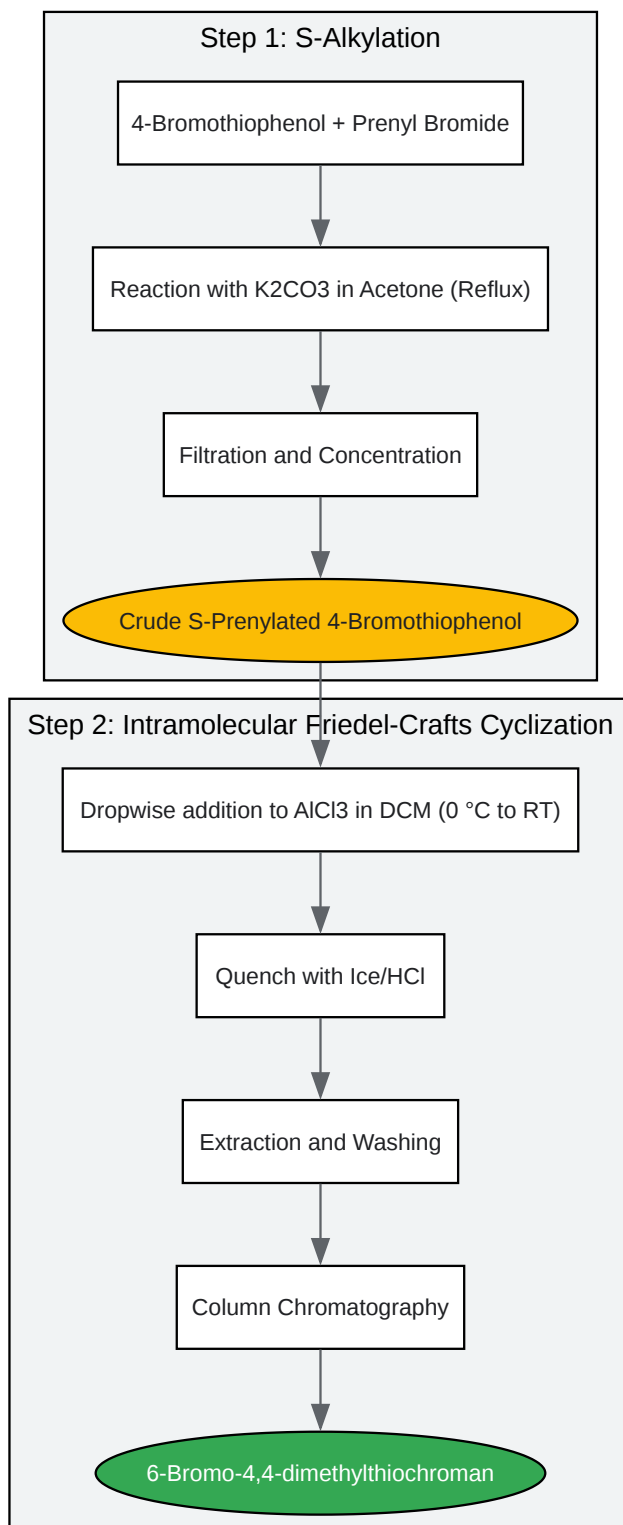 Step 1: S-Alkylation
4-Bromothiophenol + Prenyl Bromide
Reaction with K2CO3 in Acetone (Reflux)
Filtration and Concentration
Crude S-Prenylated 4-Bromothiophenol
Step 2: Intramolecular Friedel-Crafts Cyclization
Dropwise addition to AlCl3 in DCM (0 °C to RT)
Quench with Ice/HCl
Extraction and Washing
Column Chromatography
6-Bromo-4,4-dimethylthiochroman